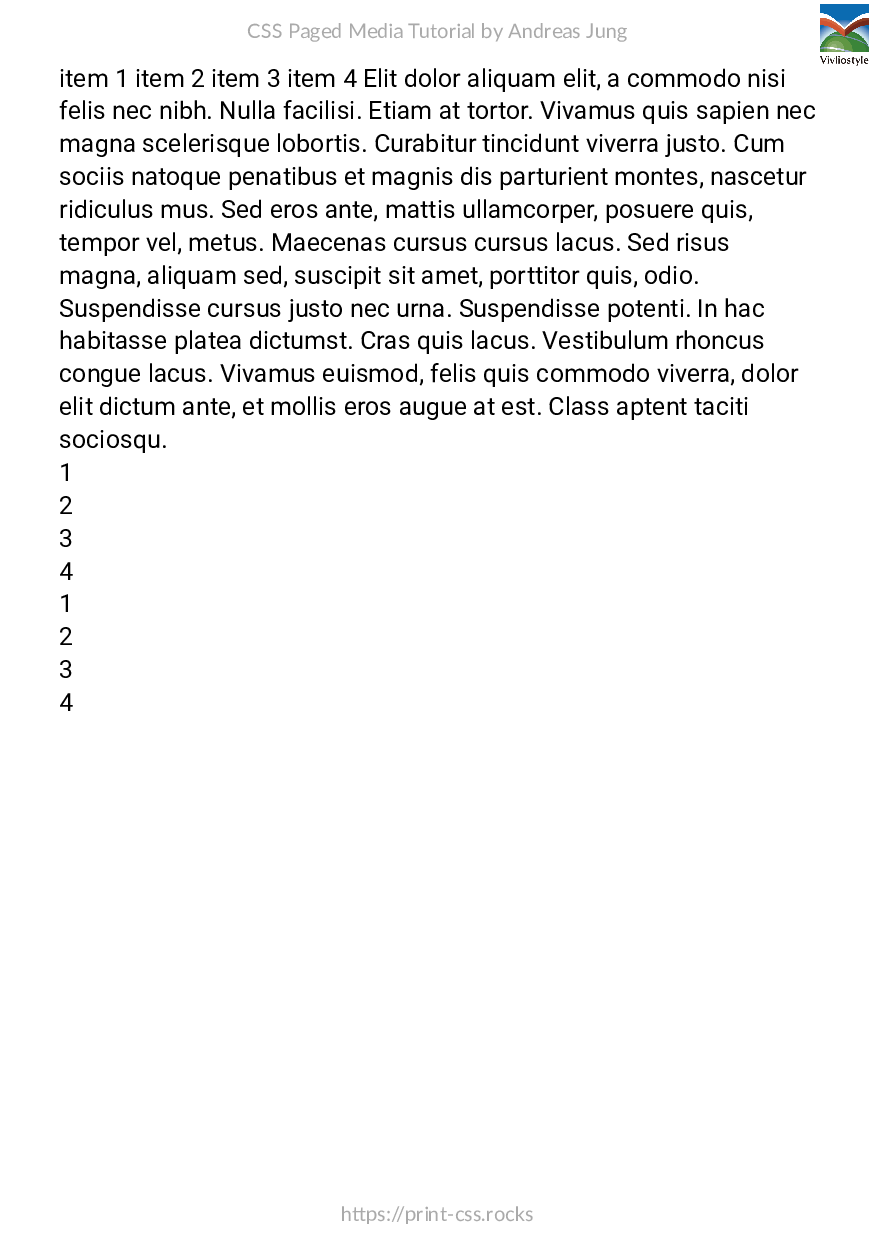 CSS Paged Media Tutorial by Andreas Jung
Vivliostyle
item 1 item 2 item 3 item 4 Elit dolor aliquam elit, a commodo nisi
felis nec nibh. Nulla facilisi. Etiam at tortor. Vivamus quis sapien nec
magna scelerisque lobortis. Curabitur tincidunt viverra justo. Cum
sociis natoque penatibus et magnis dis parturient montes, nascetur
ridiculus mus. Sed eros ante, mattis ullamcorper, posuere quis,
tempor vel, metus. Maecenas cursus cursus lacus. Sed risus
magna, aliquam sed, suscipit sit amet, porttitor quis, odio.
Suspendisse cursus justo nec urna. Suspendisse potenti. In hac
habitasse platea dictumst. Cras quis lacus. Vestibulum rhoncus
congue lacus. Vivamus euismod, felis quis commodo viverra, dolor
elit dictum ante, et mollis eros augue at est. Class aptent taciti
sociosqu.
1
2
3
4
1
2
3
4
https://print-css.rocks